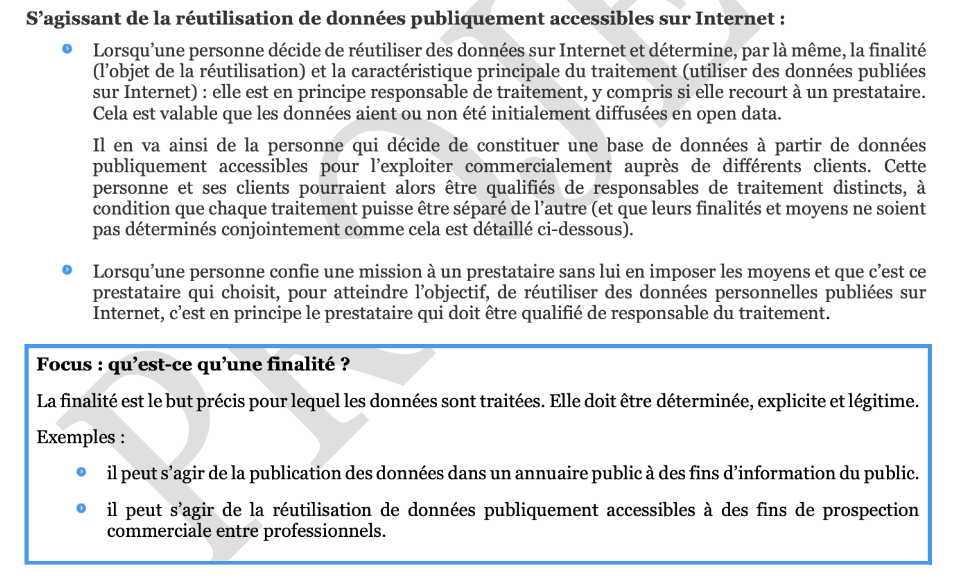 S’agissant de la réutilisation de données publiquement accessibles sur Internet :
Lorsqu’une personne décide de réutiliser des données sur Internet et détermine, par là même, la finalité
(l’objet de la réutilisation) et la caractéristique principale du traitement (utiliser des données publiées
sur Internet) : elle est en principe responsable de traitement, y compris si elle recourt à un prestataire.
Cela est valable que les données aient ou non été initialement diffusées en open data.
Il en va ainsi de la personne qui décide de constituer une base de données à partir de données
publiquement accessibles pour l’exploiter commercialement auprès de différents clients. Cette
personne et ses clients pourraient alors être qualifiés de responsables de traitement distincts, à
condition que chaque traitement puisse être séparé de l’autre (et que leurs finalités et moyens ne soient
pas déterminés conjointement comme cela est détaillé ci-dessous).
Lorsqu’une personne confie une mission à un prestataire sans lui en imposer les moyens et que c’est ce
prestataire qui choisit, pour atteindre l’objectif, de réutiliser des données personnelles publiées sur
Internet, c’est en principe le prestataire qui doit être qualifié de responsable du traitement.
Focus : qu’est-ce qu’une finalité ?
La finalité est le but précis pour lequel les données sont traitées. Elle doit être déterminée, explicite et légitime.
Exemples :
il peut s’agir de la publication des données dans un annuaire public à des fins d’information du public.
il peut s’agir de la réutilisation de données publiquement accessibles à des fins de prospection
commerciale entre professionnels.
PROJE